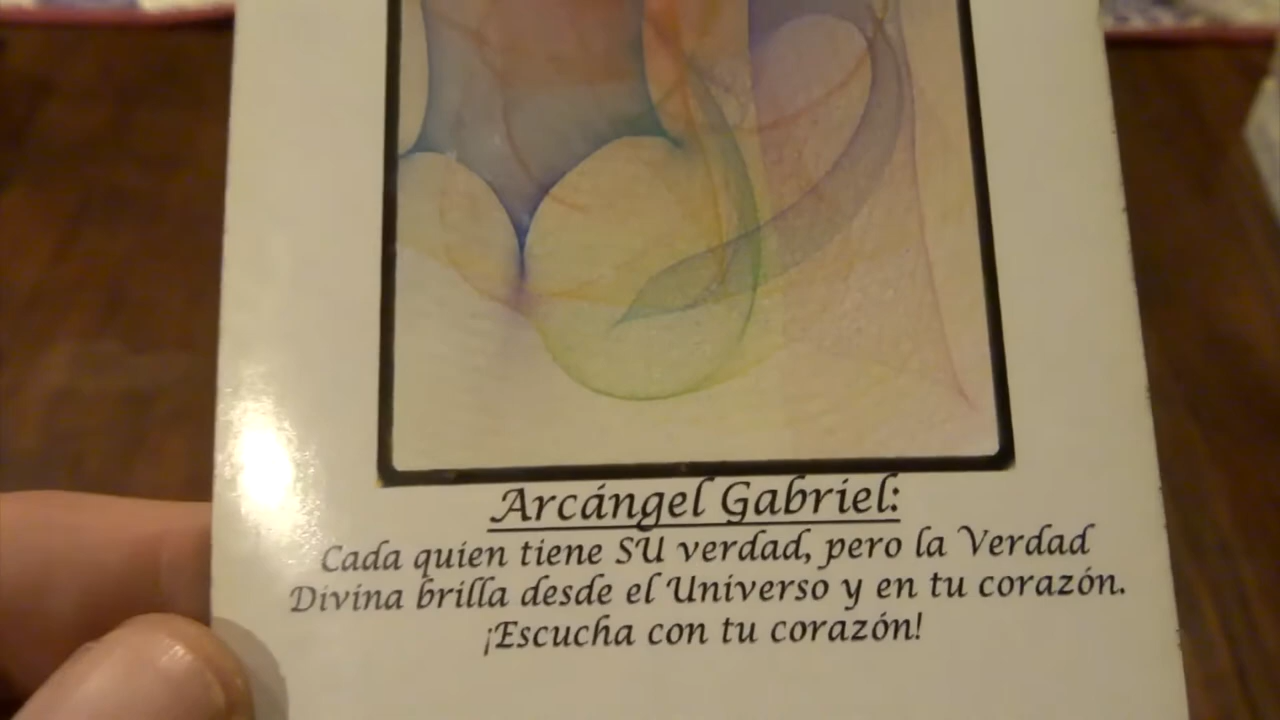 Arcángel Gabriel:
Cada quien tiene SU verdad, pero la Verdad
Divina brilla desde el Universo y en tu corazón.
¡Escucha con tu corazón!